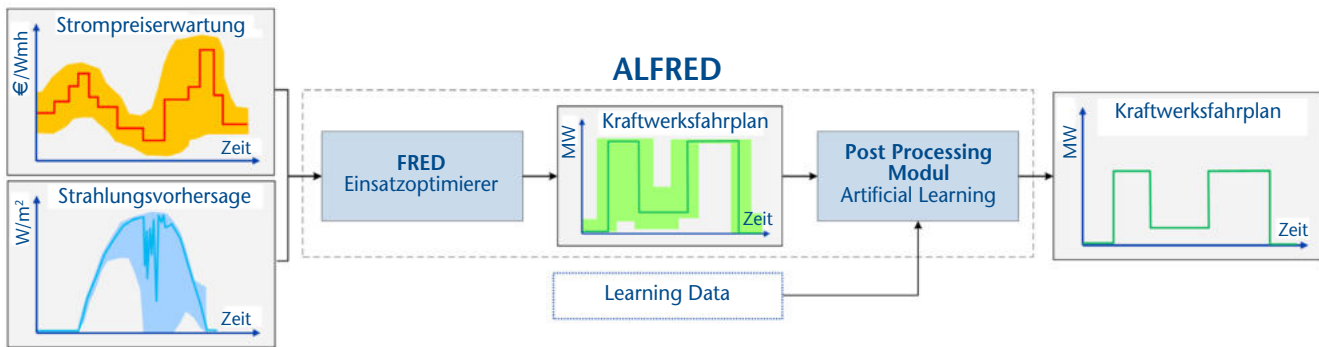 Strompreiserwartung
€/Wmh
Zeit
Strahlungsvorhersage
W/m²
Zeit
ALFRED
FRED
Einsatzoptimierer
Kraftwerksfahrplan
MW
Zeit
Post Processing
Modul
Artificial Learning
Learning Data
Kraftwerksfahrplan
MW
Zeit